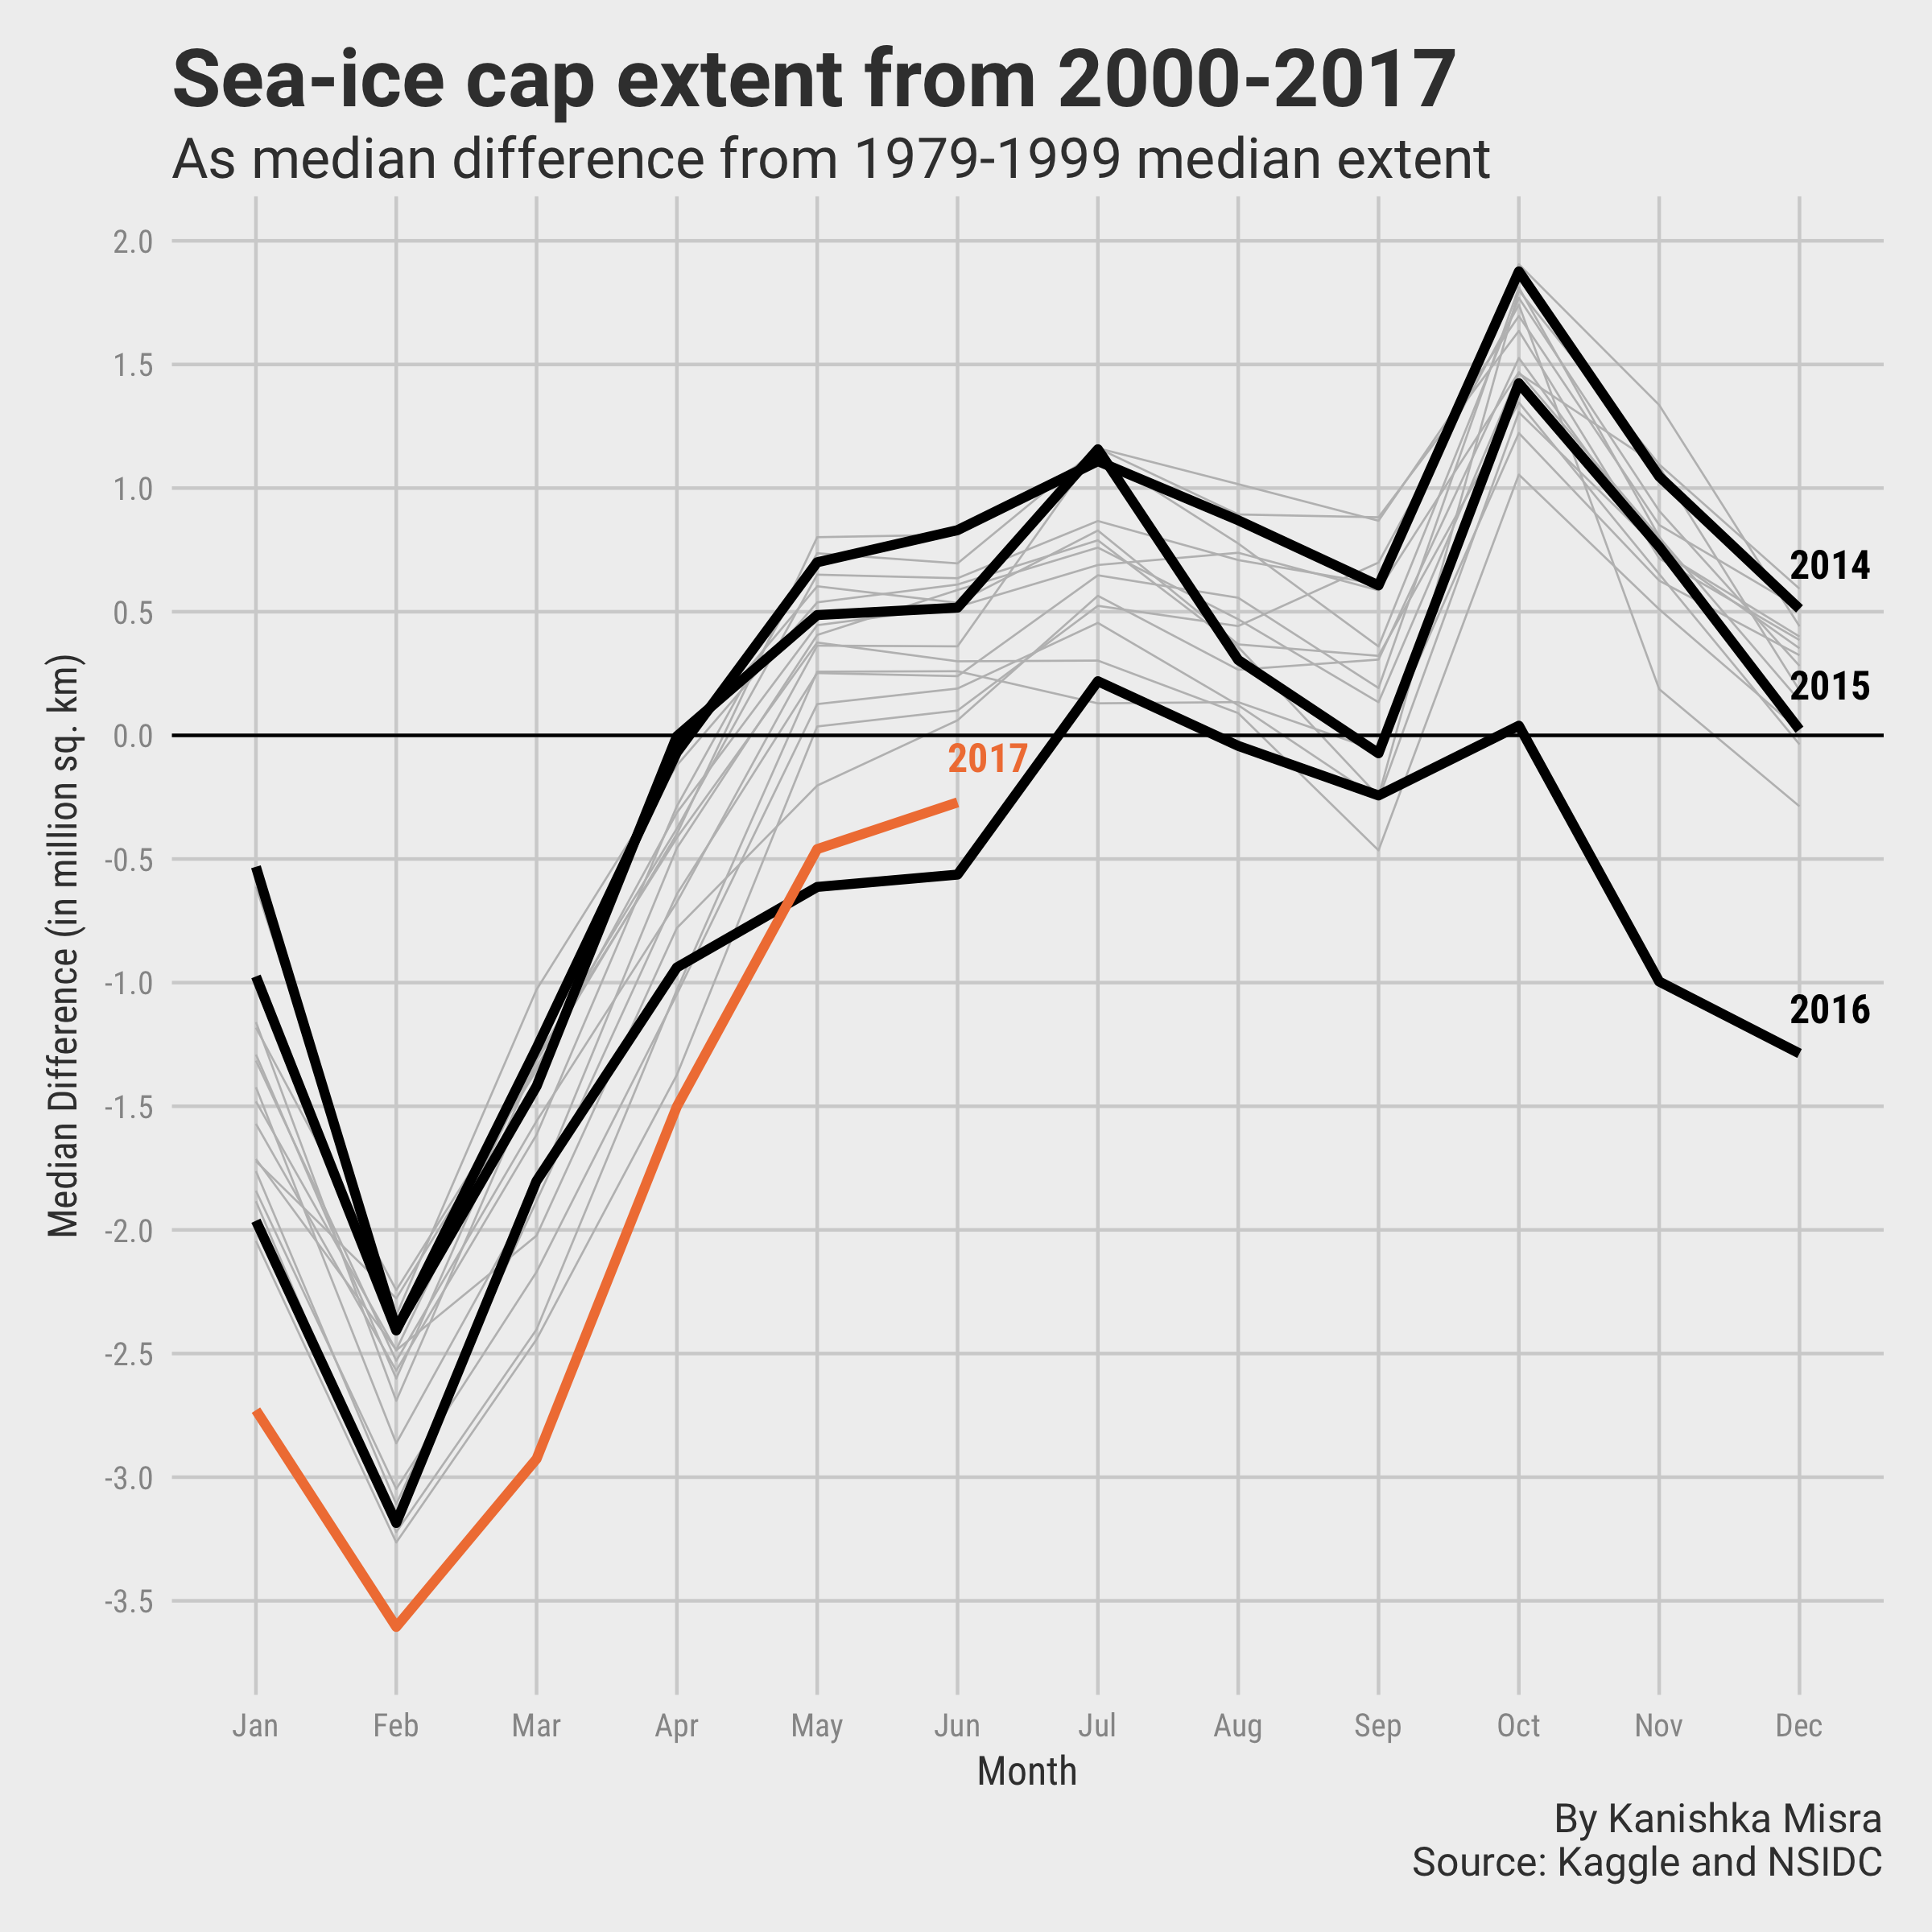 Sea-ice cap extent from 2000-2017
As median difference from 1979-1999 median extent
Median Difference (in million sq. km)
2.0
1.5
1.0
0.5
0.0
-0.5
-1.0
-1.5
-2.0
-2.5
-3.0
-3.5
2014
2015
2017
2016
Jan Feb Mar Apr May Jun Jul Aug Sep Oct Nov Dec
Month
By Kanishka Misra
Source: Kaggle and NSIDC